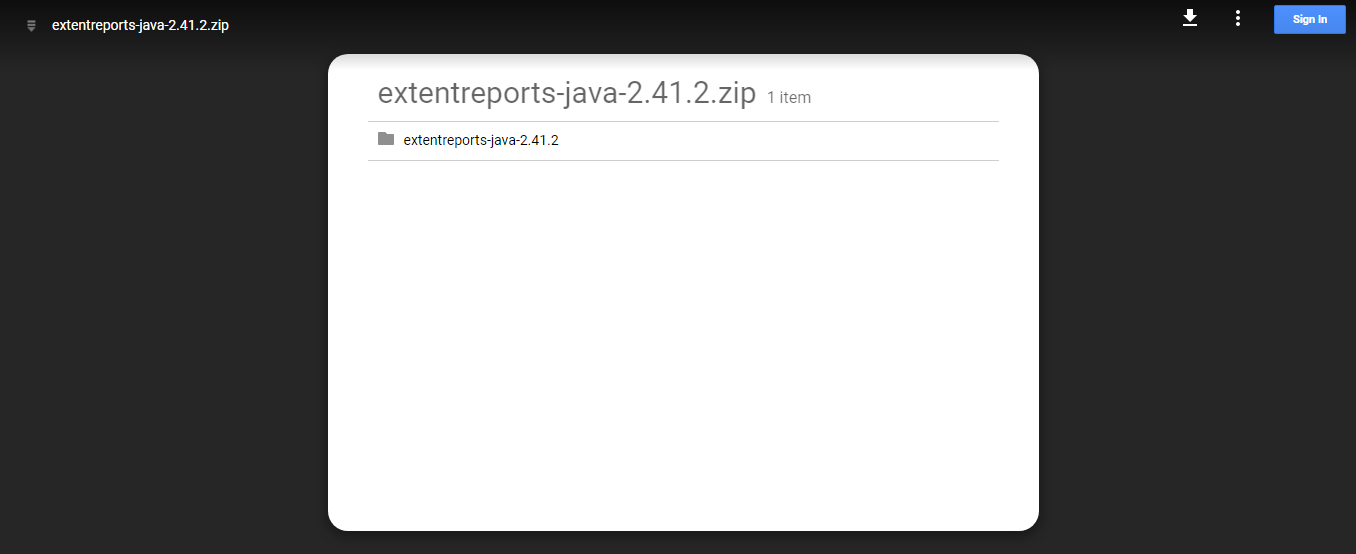 extentreports-java-2.41.2.zip
Sign In
extentreports-java-2.41.2.zip 1 item
extentreports-java-2.41.2